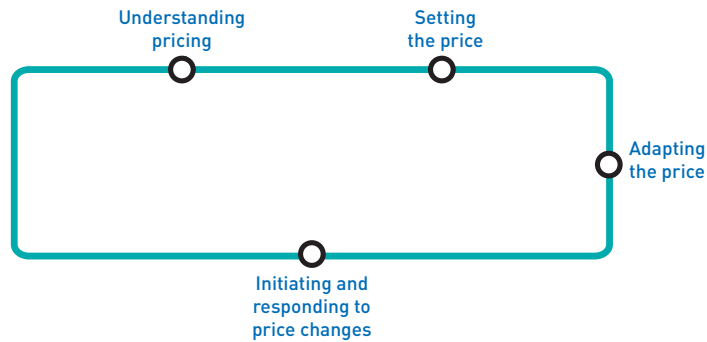 Understanding
pricing
Setting
the price
Adapting
the price
Initiating and
responding to
price changes